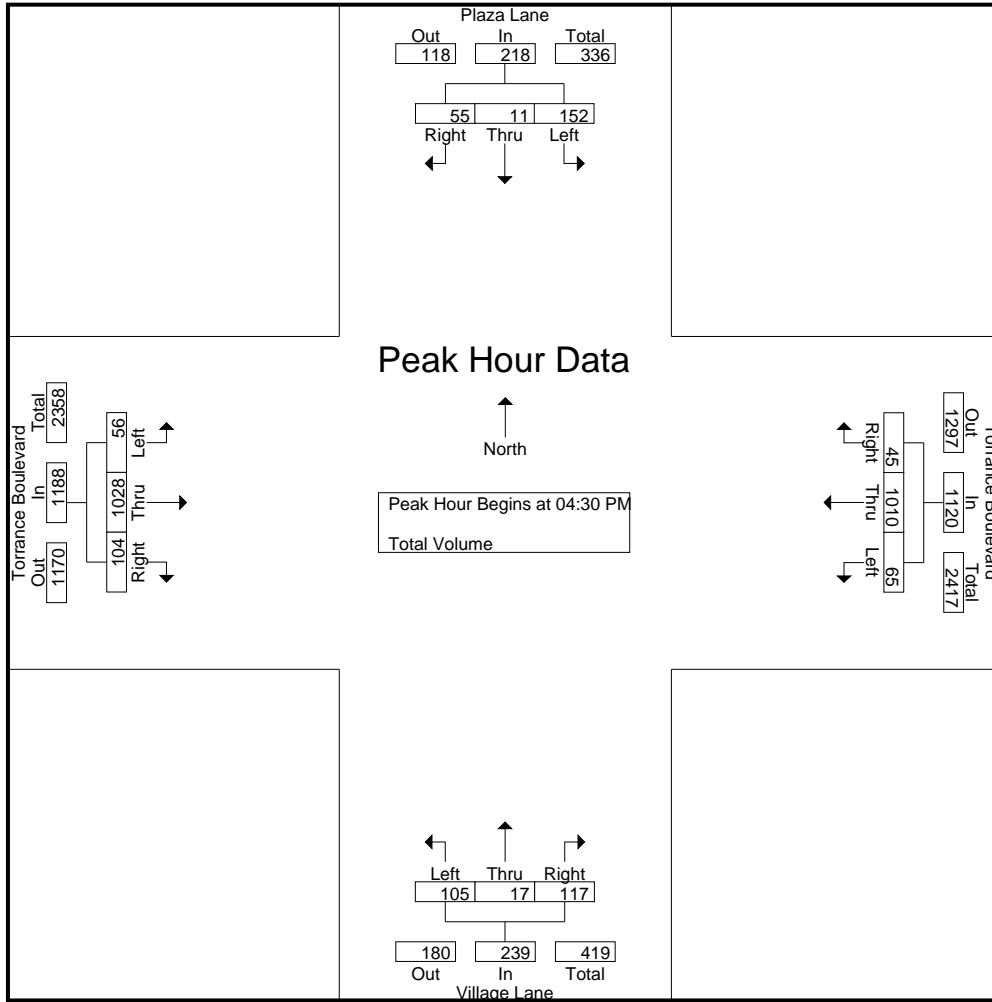 Plaza Lane
Out In Total
118 218 336
55 11 152
Right Thru Left
Peak Hour Data
North
Peak Hour Begins at 04:30 PM
Total Volume
Torrance Boulevard
Total In Out
2358 1188 1170
56 1028 104
Left Thru Right
Torrance Boulevard
Out In Total
1297 1120 2417
Right Thru Left
45 1010 65
Left Thru Right
105 17 117
180 239 419
Out In Total
Village Lane